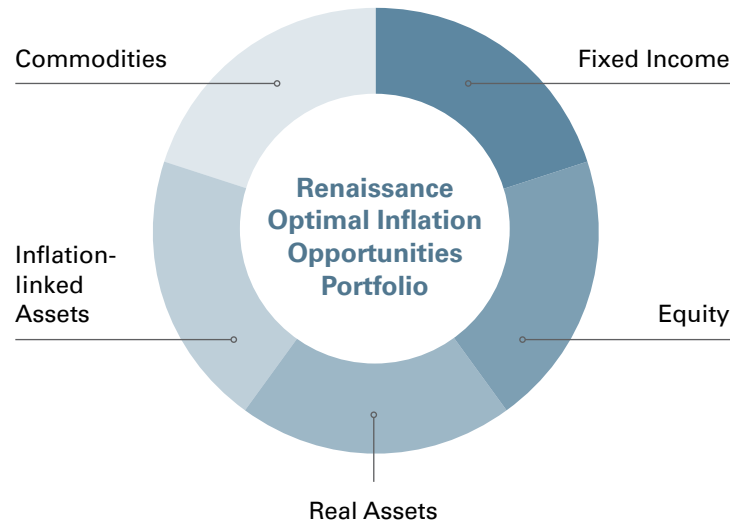 Commodities
Fixed Income
Renaissance
Optimal Inflation
Opportunities
Portfolio
Inflation-
linked
Assets
Equity
Real Assets